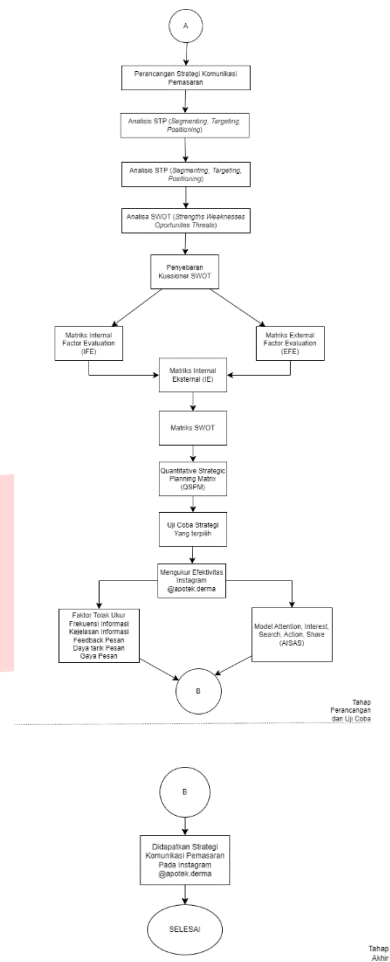 A
Perancangan Strategi Komunikasi
Pemasaran
Analisis STP (Segmenting, Targeting,
Positioning)
Analisis STP (Segmenting, Targeting,
Positioning)
Analisa SWOT (Strengths Weaknesses
Oportunites Threats)
Penyebaran
Kuesioner SWOT
Matriks Internal
Factor Evaluation
(IFE)
Matriks External
Factor Evaluation
(EFE)
Matriks Internal
Eksternal (IE)
Matriks SWOT
Quantitative Strategic
Planning Matrix
(QSPM)
Uji Coba Strategi
Yang terpilih
Mengukur Efektivitas
Instagram
@apotek.derma
Faktor Tolak Ukur
Frekuensi Informasi
Kejelasan Informasi
Feedback Pesan
Daya tarik Pesan
Gaya Pesan
Model Attention, Interest,
Search, Action, Share
(AISAS)
B
Tahap
Perancangan
dan Uji Coba
B
Didapatkan Strategi
Komunikasi Pemasaran
Pada Instagram
@apotek.derma
SELESAI
Tahap
Akhir